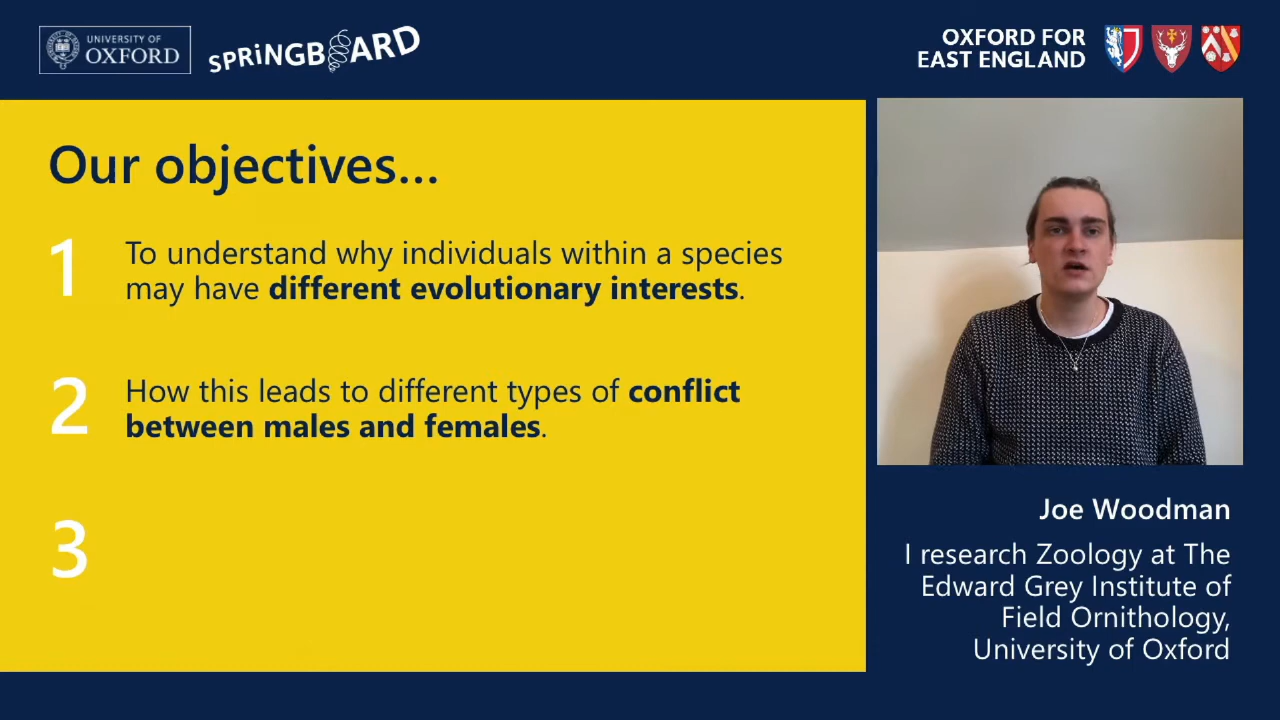 UNIVERSITY OF
OXFORD
SPRiNGBOARD
OXFORD FOR
EAST ENGLAND
Our objectives...
1
To understand why individuals within a species
may have different evolutionary interests.
2
How this leads to different types of conflict
between males and females.
3
Joe Woodman
I research Zoology at The
Edward Grey Institute of
Field Ornithology,
University of Oxford